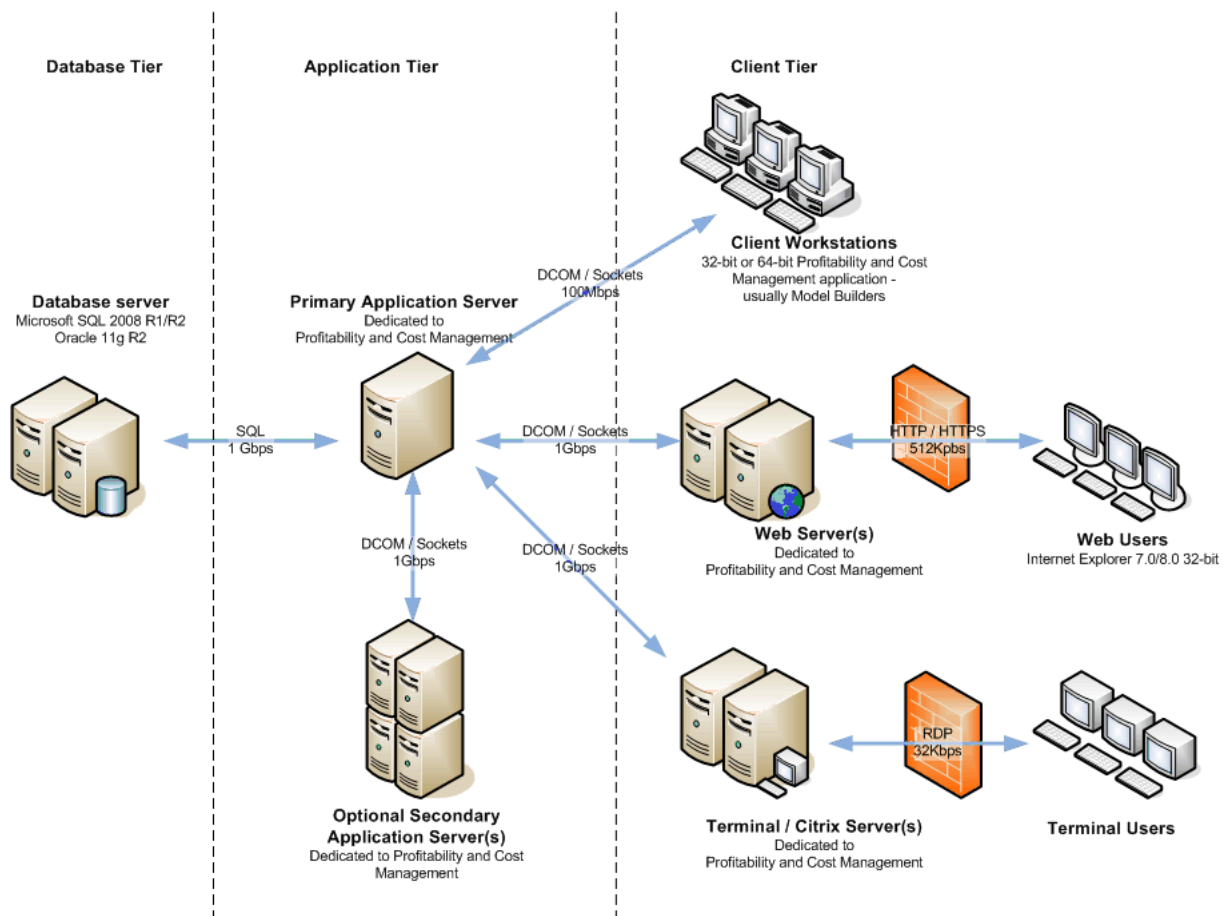 Database Tier
Application Tier
Client Tier
Client Workstations
32-bit or 64-bit Profitability and Cost
Management application -
usually Model Builders
DCOM / Sockets
100Mbps
Database server
Microsoft SQL 2008 R1/R2
Oracle 11g R2
Primary Application Server
Dedicated to
Profitability and Cost Management
SQL
1 Gbps
DCOM / Sockets
1Gbps
HTTP / HTTPS
512Kpbs
Web Server(s)
Dedicated to
Profitability and Cost Management
Web Users
Internet Explorer 7.0/8.0 32-bit
DCOM / Sockets
1Gbps
DCOM / Sockets
1Gbps
RDP
32Kbps
Optional Secondary
Application Server(s)
Dedicated to Profitability and Cost
Management
Terminal / Citrix Server(s)
Dedicated to
Profitability and Cost Management
Terminal Users